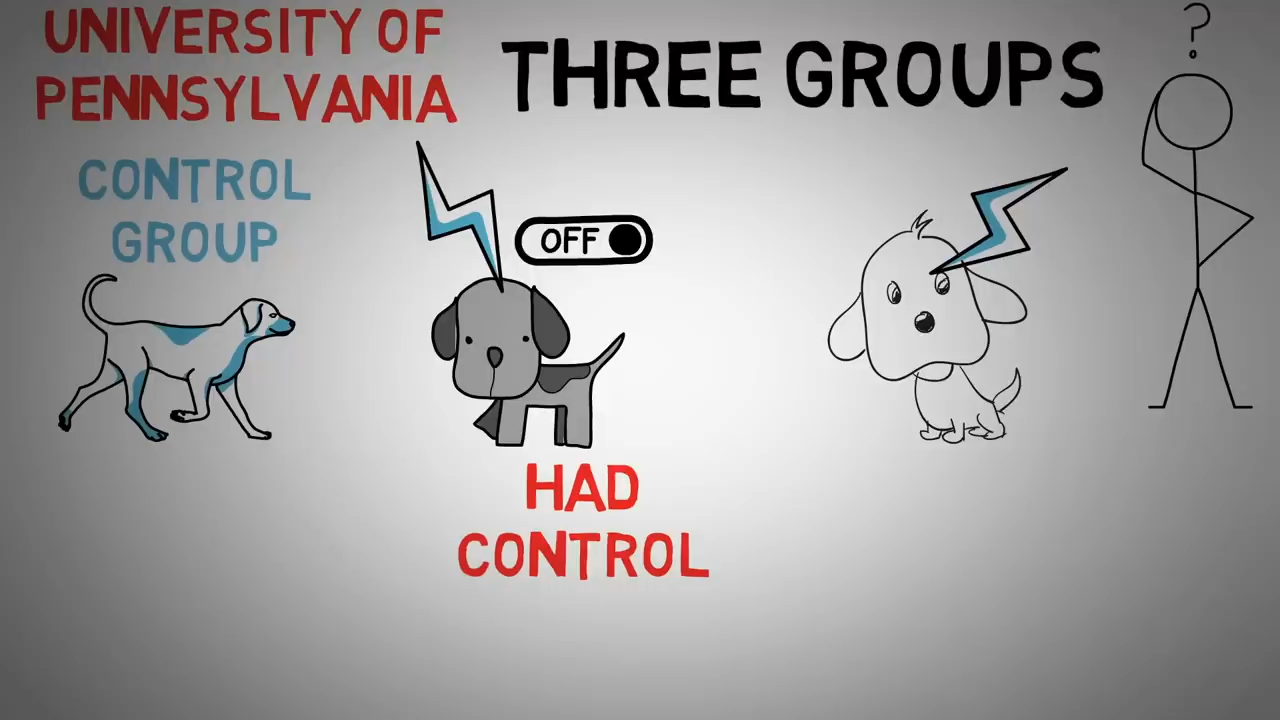 UNIVERSITY OF
PENNSYLVANIA
THREE GROUPS
?
CONTROL
GROUP
OFF
HAD
CONTROL